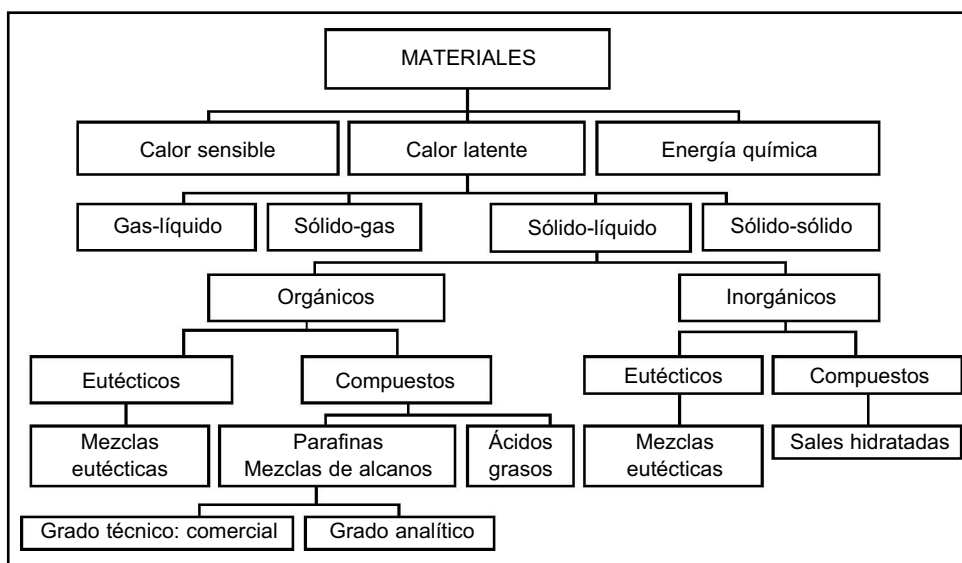 MATERIALES
Calor sensible
Calor latente
Energía química
Gas-líquido
Sólido-gas
Sólido-líquido
Sólido-sólido
Orgánicos
Inorgánicos
Eutécticos
Compuestos
Eutécticos
Compuestos
Mezclas
eutécticas
Parafinas
Mezclas de alcanos
Ácidos
grasos
Mezclas
eutécticas
Sales hidratadas
Grado técnico: comercial
Grado analítico